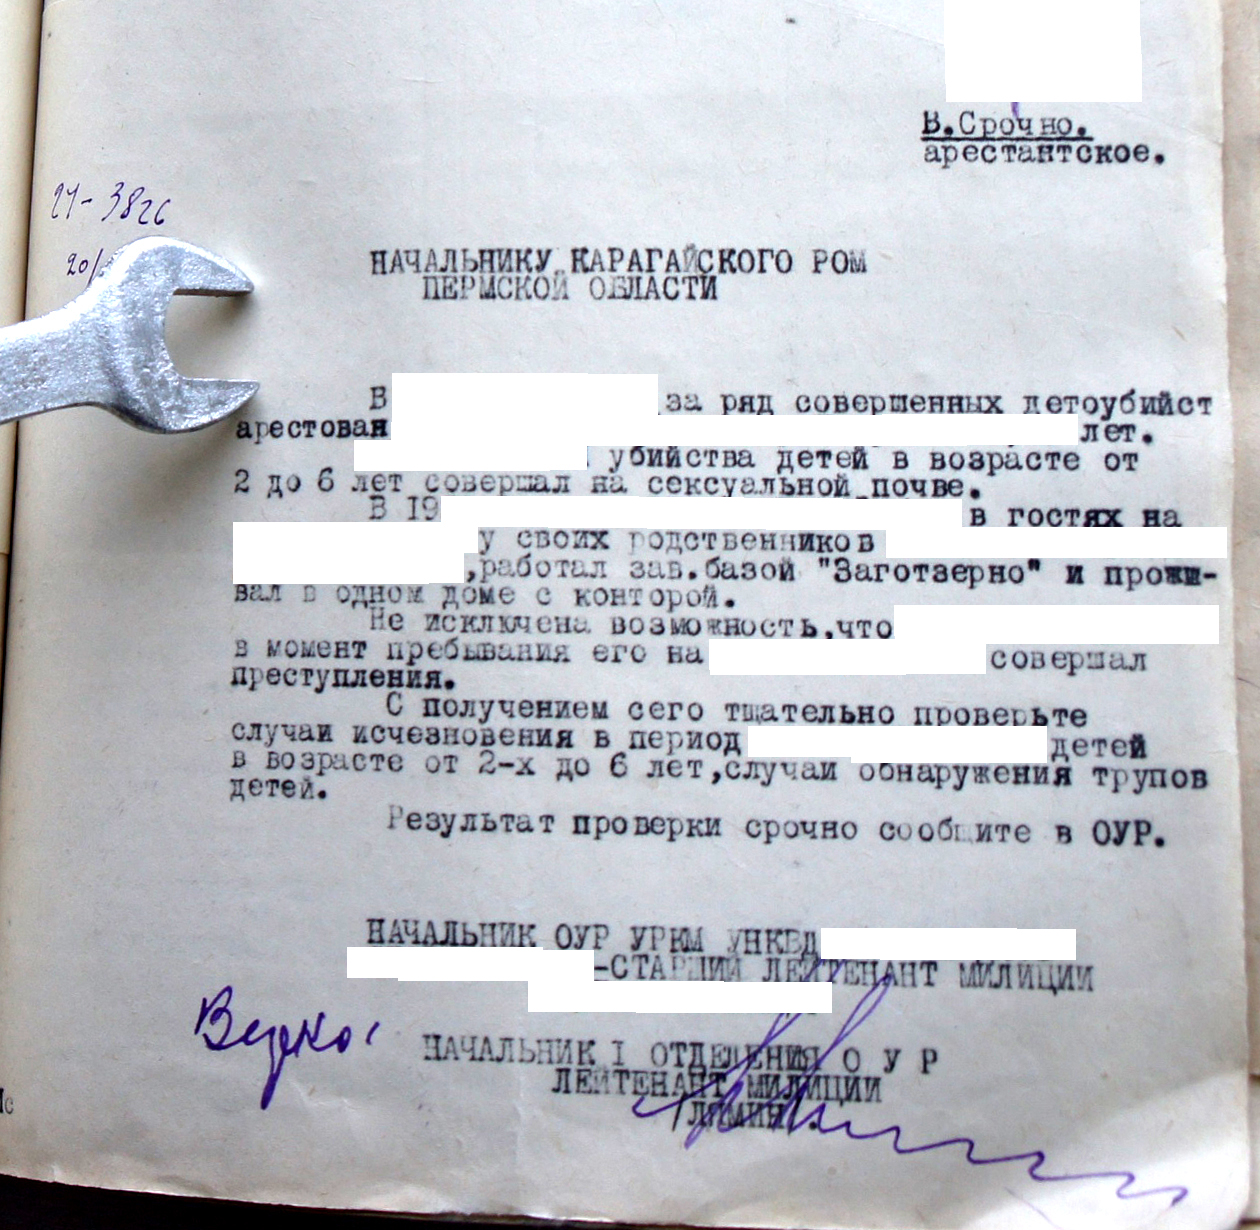 В.Срочно.
арестантское.
21- 38сс
20/
НАЧАЛЬНИКУ КАРАГАЙСКОГО РОМ
ПЕРМСКОЙ ОБЛАСТИ
В за ряд совершенных детоубийст
арестован лет.
убийства детей в возрасте от
2 до 6 лет совершал на сексуальной почве.
В 19 в гостях на
у своих родственников
,работал зав.базой "Заготзерно" и прожи-
вал в одном доме с конторой.
Не исключена возможность,что
в момент пребывания его на совершал
преступления.
С получением сего тщательно проверьте
случаи исчезновения в период детей
в возрасте от 2-х до 6 лет,случаи обнаружения трупов
детей.
Результат проверки срочно сообщите в ОУР.
НАЧАЛЬНИК ОУР УРКМ УНКВД
-СТАРШИЙ ЛЕЙТЕНАНТ МИЛИЦИИ
НАЧАЛЬНИК I ОТДЕЛЕНИЯ О У Р
ЛЕЙТЕНАНТ МИЛИЦИИ
/ЛЯМИН/.